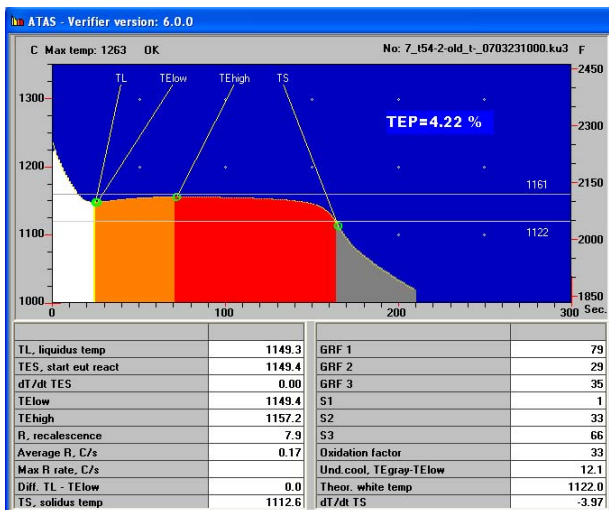 ATAS - Verifier version: 6.0.0
C Max temp: 1263 OK No: 7_t54-2-old_t-_0703231000.ku3 F
TL TElow TEhigh TS
2450
1300
TEP=4.22 %
2300
1200
2150
1161
1100
1122
2000
1850
1000
0 100 200 300 Sec.
TL, liquidus temp 1149.3 GRF 1 79
TES, start eut react 1149.4 GRF 2 29
dT/dt TES 0.00 GRF 3 35
TElow 1149.4 S1 1
TEhigh 1157.2 S2 33
R, recalescence 7.9 S3 66
Average R, C/s 0.17 Oxidation factor 33
Max R rate, C/s Und.cool, TEgray-TElow 12.1
Diff. TL - TElow 0.0 Theor. white temp 1122.0
TS, solidus temp 1112.6 dT/dt TS -3.97